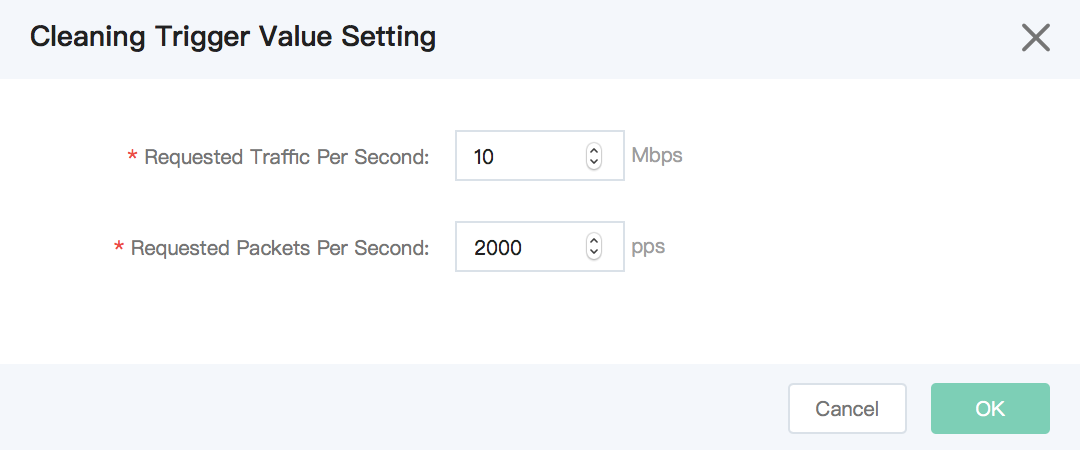 Cleaning Trigger Value Setting
* Requested Traffic Per Second: 10 Mbps
* Requested Packets Per Second: 2000 pps
Cancel OK